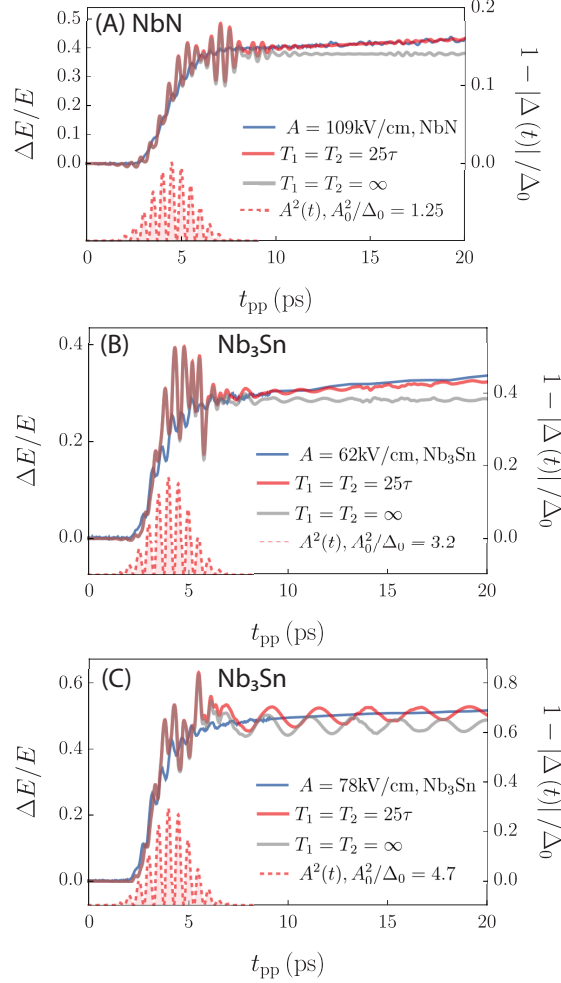 (A) NbN
0.5
0.4
0.3
0.2
0.1
0.0
ΔE/E
0.2
0.1
0.0
1 − |Δ(t)|/Δ₀
A = 109kV/cm, NbN
T₁ = T₂ = 25τ
T₁ = T₂ = ∞
A²(t), A₀²/Δ₀ = 1.25
0 5 10 15 20
t_pp (ps)
(B) Nb₃Sn
0.4
0.2
0.0
ΔE/E
0.4
0.2
0.0
1 − |Δ(t)|/Δ₀
A = 62kV/cm, Nb₃Sn
T₁ = T₂ = 25τ
T₁ = T₂ = ∞
A²(t), A₀²/Δ₀ = 3.2
0 5 10 15 20
t_pp (ps)
(C) Nb₃Sn
0.6
0.4
0.2
0.0
ΔE/E
0.8
0.6
0.4
0.2
0.0
1 − |Δ(t)|/Δ₀
A = 78kV/cm, Nb₃Sn
T₁ = T₂ = 25τ
T₁ = T₂ = ∞
A²(t), A₀²/Δ₀ = 4.7
0 5 10 15 20
t_pp (ps)